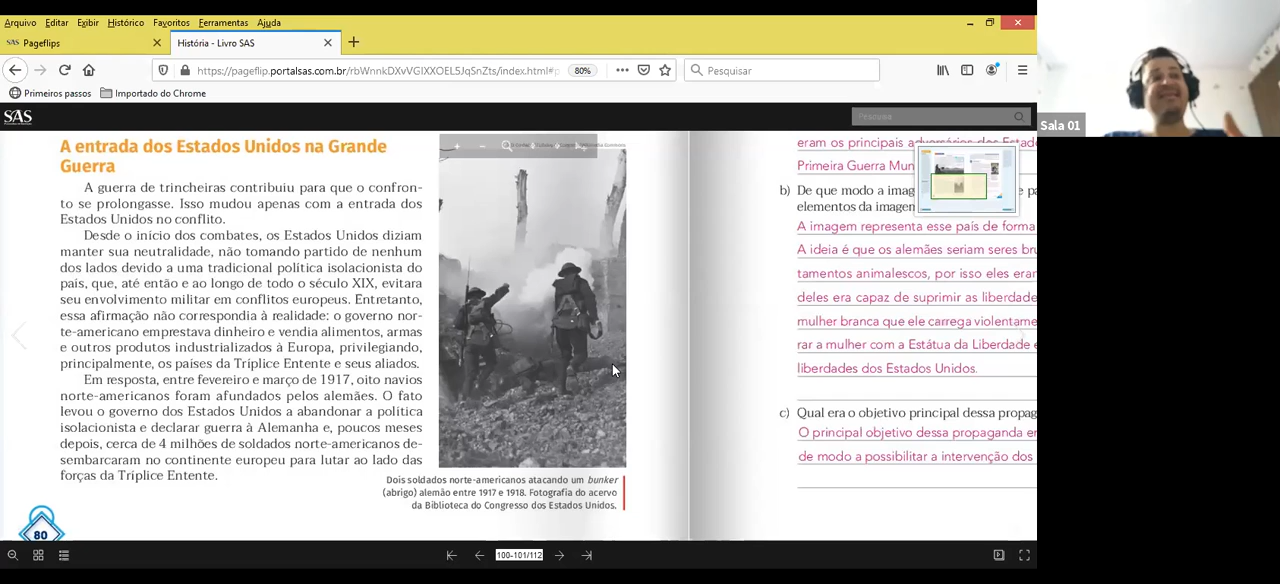 Arquivo Editar Exibir Histórico Favoritos Ferramentas Ajuda
SAS Pageflips
História - Livro SAS
https://pageflip.portalsas.com.br/rbWnnkDXvVGIXXOEL5JqSnZts/index.html#p
80%
Pesquisar
Primeiros passos
Importado do Chrome
SAS
Pesquisa
Sala 01
A entrada dos Estados Unidos na Grande
Guerra
A guerra de trincheiras contribuiu para que o confron-
to se prolongasse. Isso mudou apenas com a entrada dos
Estados Unidos no conflito.
Desde o início dos combates, os Estados Unidos diziam
manter sua neutralidade, não tomando partido de nenhum
dos lados devido a uma tradicional política isolacionista do
país, que, até então e ao longo de todo o século XIX, evitara
seu envolvimento militar em conflitos europeus. Entretanto,
essa afirmação não correspondia à realidade: o governo nor-
te-americano emprestava dinheiro e vendia alimentos, armas
e outros produtos industrializados à Europa, privilegiando,
principalmente, os países da Tríplice Entente e seus aliados.
Em resposta, entre fevereiro e março de 1917, oito navios
norte-americanos foram afundados pelos alemães. O fato
levou o governo dos Estados Unidos a abandonar a política
isolacionista e declarar guerra à Alemanha e, poucos meses
depois, cerca de 4 milhões de soldados norte-americanos de-
sembarcaram no continente europeu para lutar ao lado das
forças da Tríplice Entente.
Dois soldados norte-americanos atacando um bunker
(abrigo) alemão entre 1917 e 1918. Fotografia do acervo
da Biblioteca do Congresso dos Estados Unidos.
80
eram os principais adversários dos Estad
Primeira Guerra Mun
b) De que modo a imag
elementos da imagem
A imagem representa esse país de forma
A ideia é que os alemães seriam seres bru
tamentos animalescos, por isso eles erar
deles era capaz de suprimir as liberdade
mulher branca que ele carrega violentame
rar a mulher com a Estátua da Liberdade e
liberdades dos Estados Unidos.
c) Qual era o objetivo principal dessa propag
O principal objetivo dessa propaganda er
de modo a possibilitar a intervenção dos
100-101/112